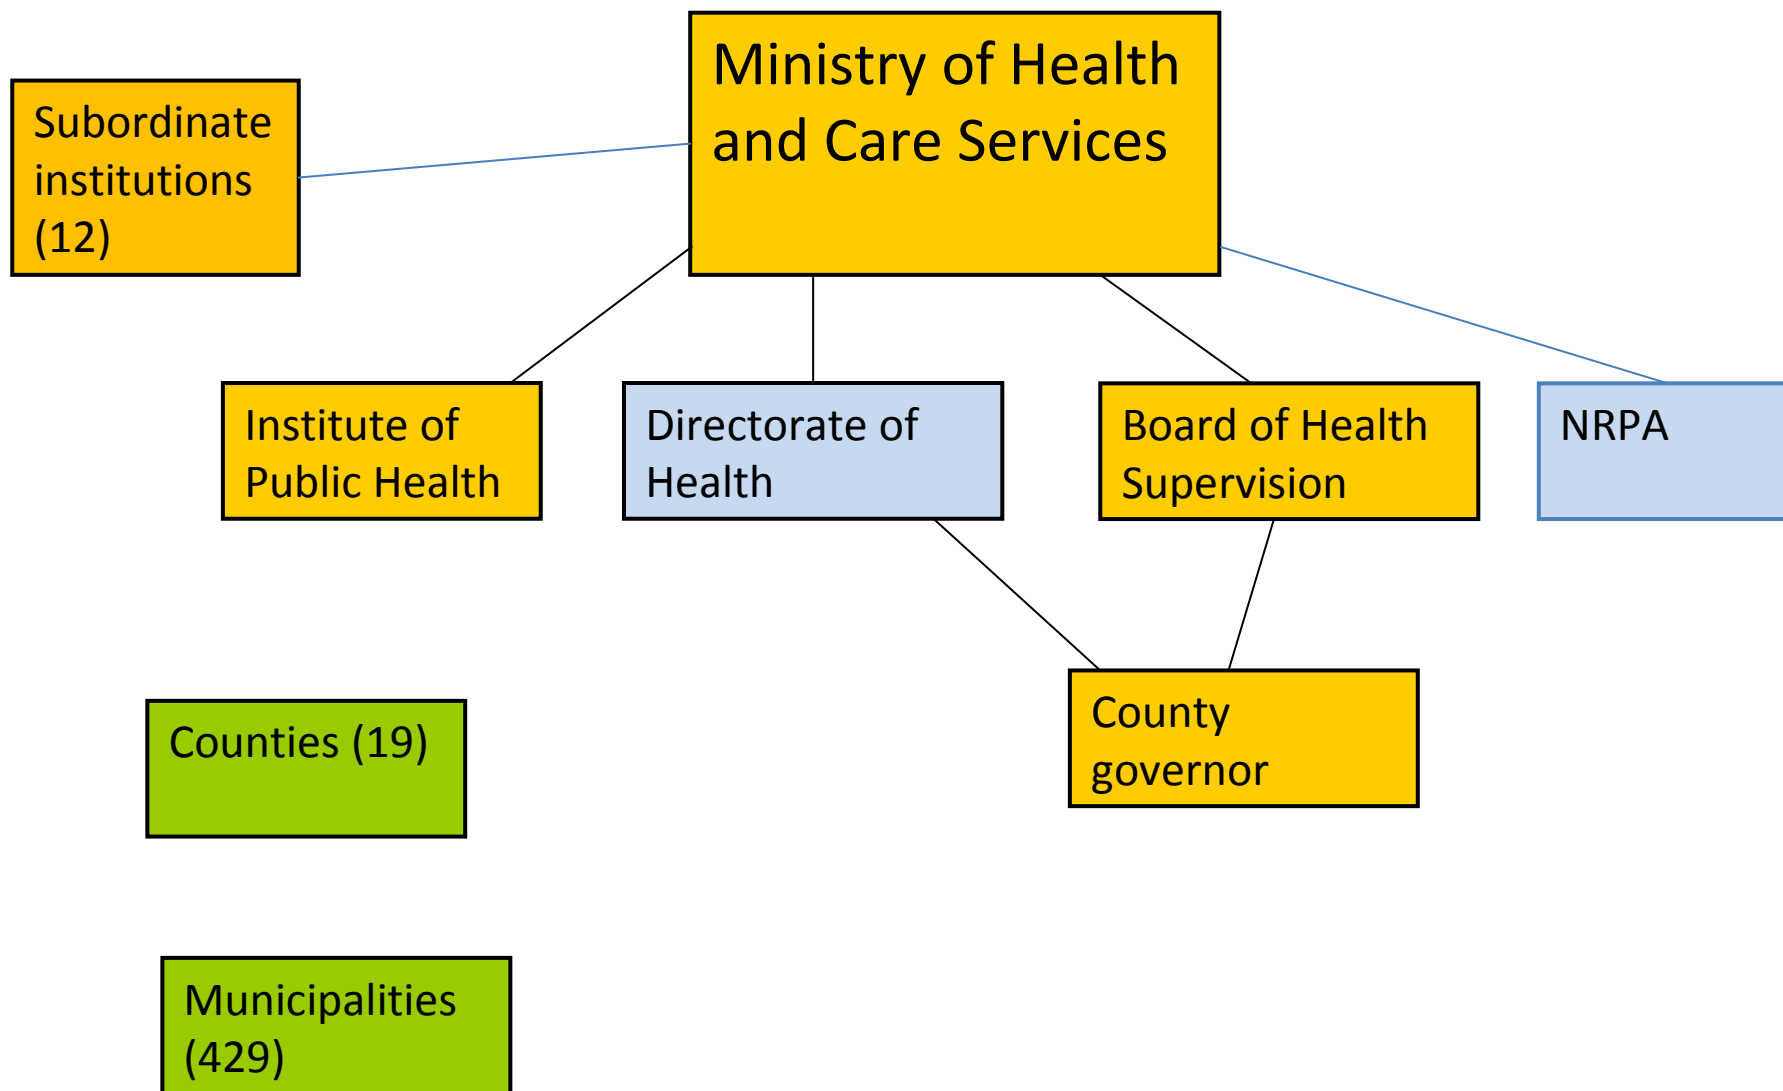 Ministry of Health
and Care Services
Subordinate
institutions
(12)
Institute of
Public Health
Directorate of
Health
Board of Health
Supervision
NRPA
County
governor
Counties (19)
Municipalities
(429)